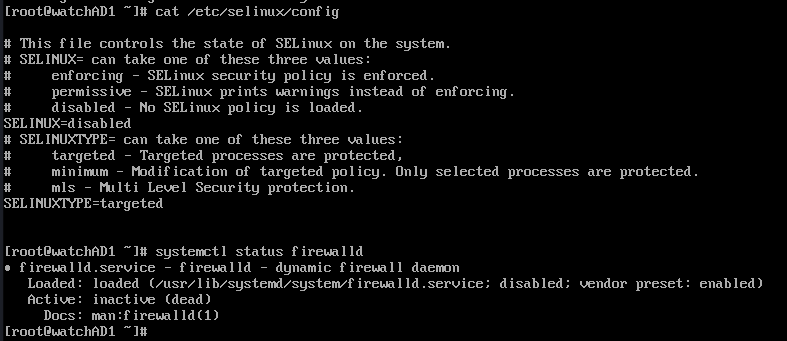 [root@watchAD1 ~]# cat /etc/selinux/config
# This file controls the state of SELinux on the system.
# SELINUX= can take one of these three values:
#     enforcing - SELinux security policy is enforced.
#     permissive - SELinux prints warnings instead of enforcing.
#     disabled - No SELinux policy is loaded.
SELINUX=disabled
# SELINUXTYPE= can take one of these three values:
#     targeted - Targeted processes are protected,
#     minimum - Modification of targeted policy. Only selected processes are protected.
#     mls - Multi Level Security protection.
SELINUXTYPE=targeted
[root@watchAD1 ~]# systemctl status firewalld
● firewalld.service - firewalld - dynamic firewall daemon
   Loaded: loaded (/usr/lib/systemd/system/firewalld.service; disabled; vendor preset: enabled)
   Active: inactive (dead)
     Docs: man:firewalld(1)
[root@watchAD1 ~]#